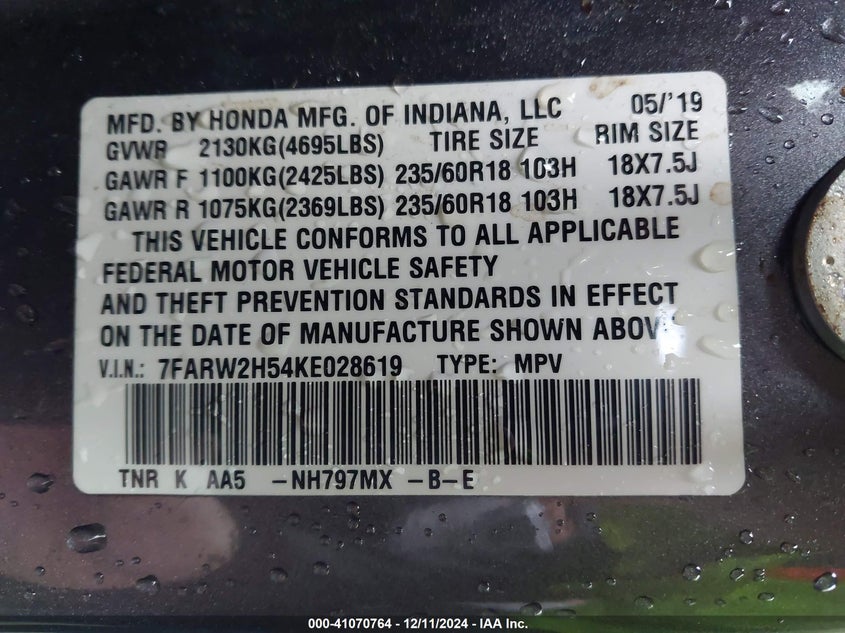 MFD. BY HONDA MFG. OF INDIANA, LLC 05/'19
GVWR 2130KG(4695LBS) TIRE SIZE RIM SIZE
GAWR F 1100KG(2425LBS) 235/60R18 103H 18X7.5J
GAWR R 1075KG(2369LBS) 235/60R18 103H 18X7.5J
THIS VEHICLE CONFORMS TO ALL APPLICABLE
FEDERAL MOTOR VEHICLE SAFETY
AND THEFT PREVENTION STANDARDS IN EFFECT
ON THE DATE OF MANUFACTURE SHOWN ABOVE.
V.I.N.: 7FARW2H54KE028619 TYPE: MPV
TNR K AA5 -NH797MX -B-E
000-41070764 - 12/11/2024 - IAA Inc.